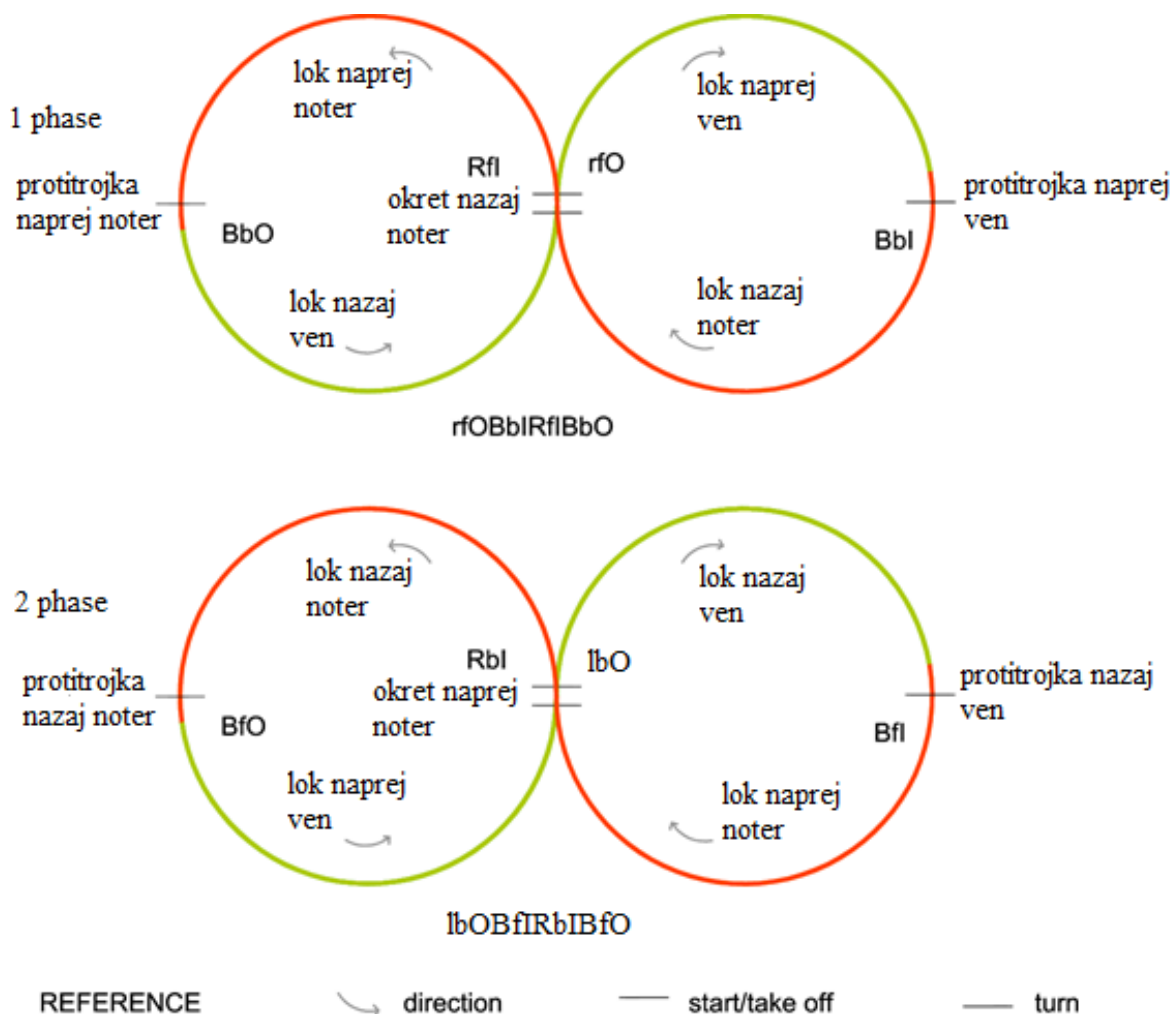 lok naprej
noter
lok naprej
ven
1 phase
RfI
rfO
protitrojka
naprej noter
okret nazaj
noter
protitrojka naprej
ven
BbO
BbI
lok nazaj
ven
lok nazaj
noter
rfOBbIRfIBbO
lok nazaj
noter
lok nazaj
ven
2 phase
RbI
lbO
protitrojka
nazaj noter
okret naprej
noter
protitrojka nazaj
ven
BfO
BfI
lok naprej
ven
lok naprej
noter
lbOBfIRbIBfO
REFERENCE direction start/take off turn